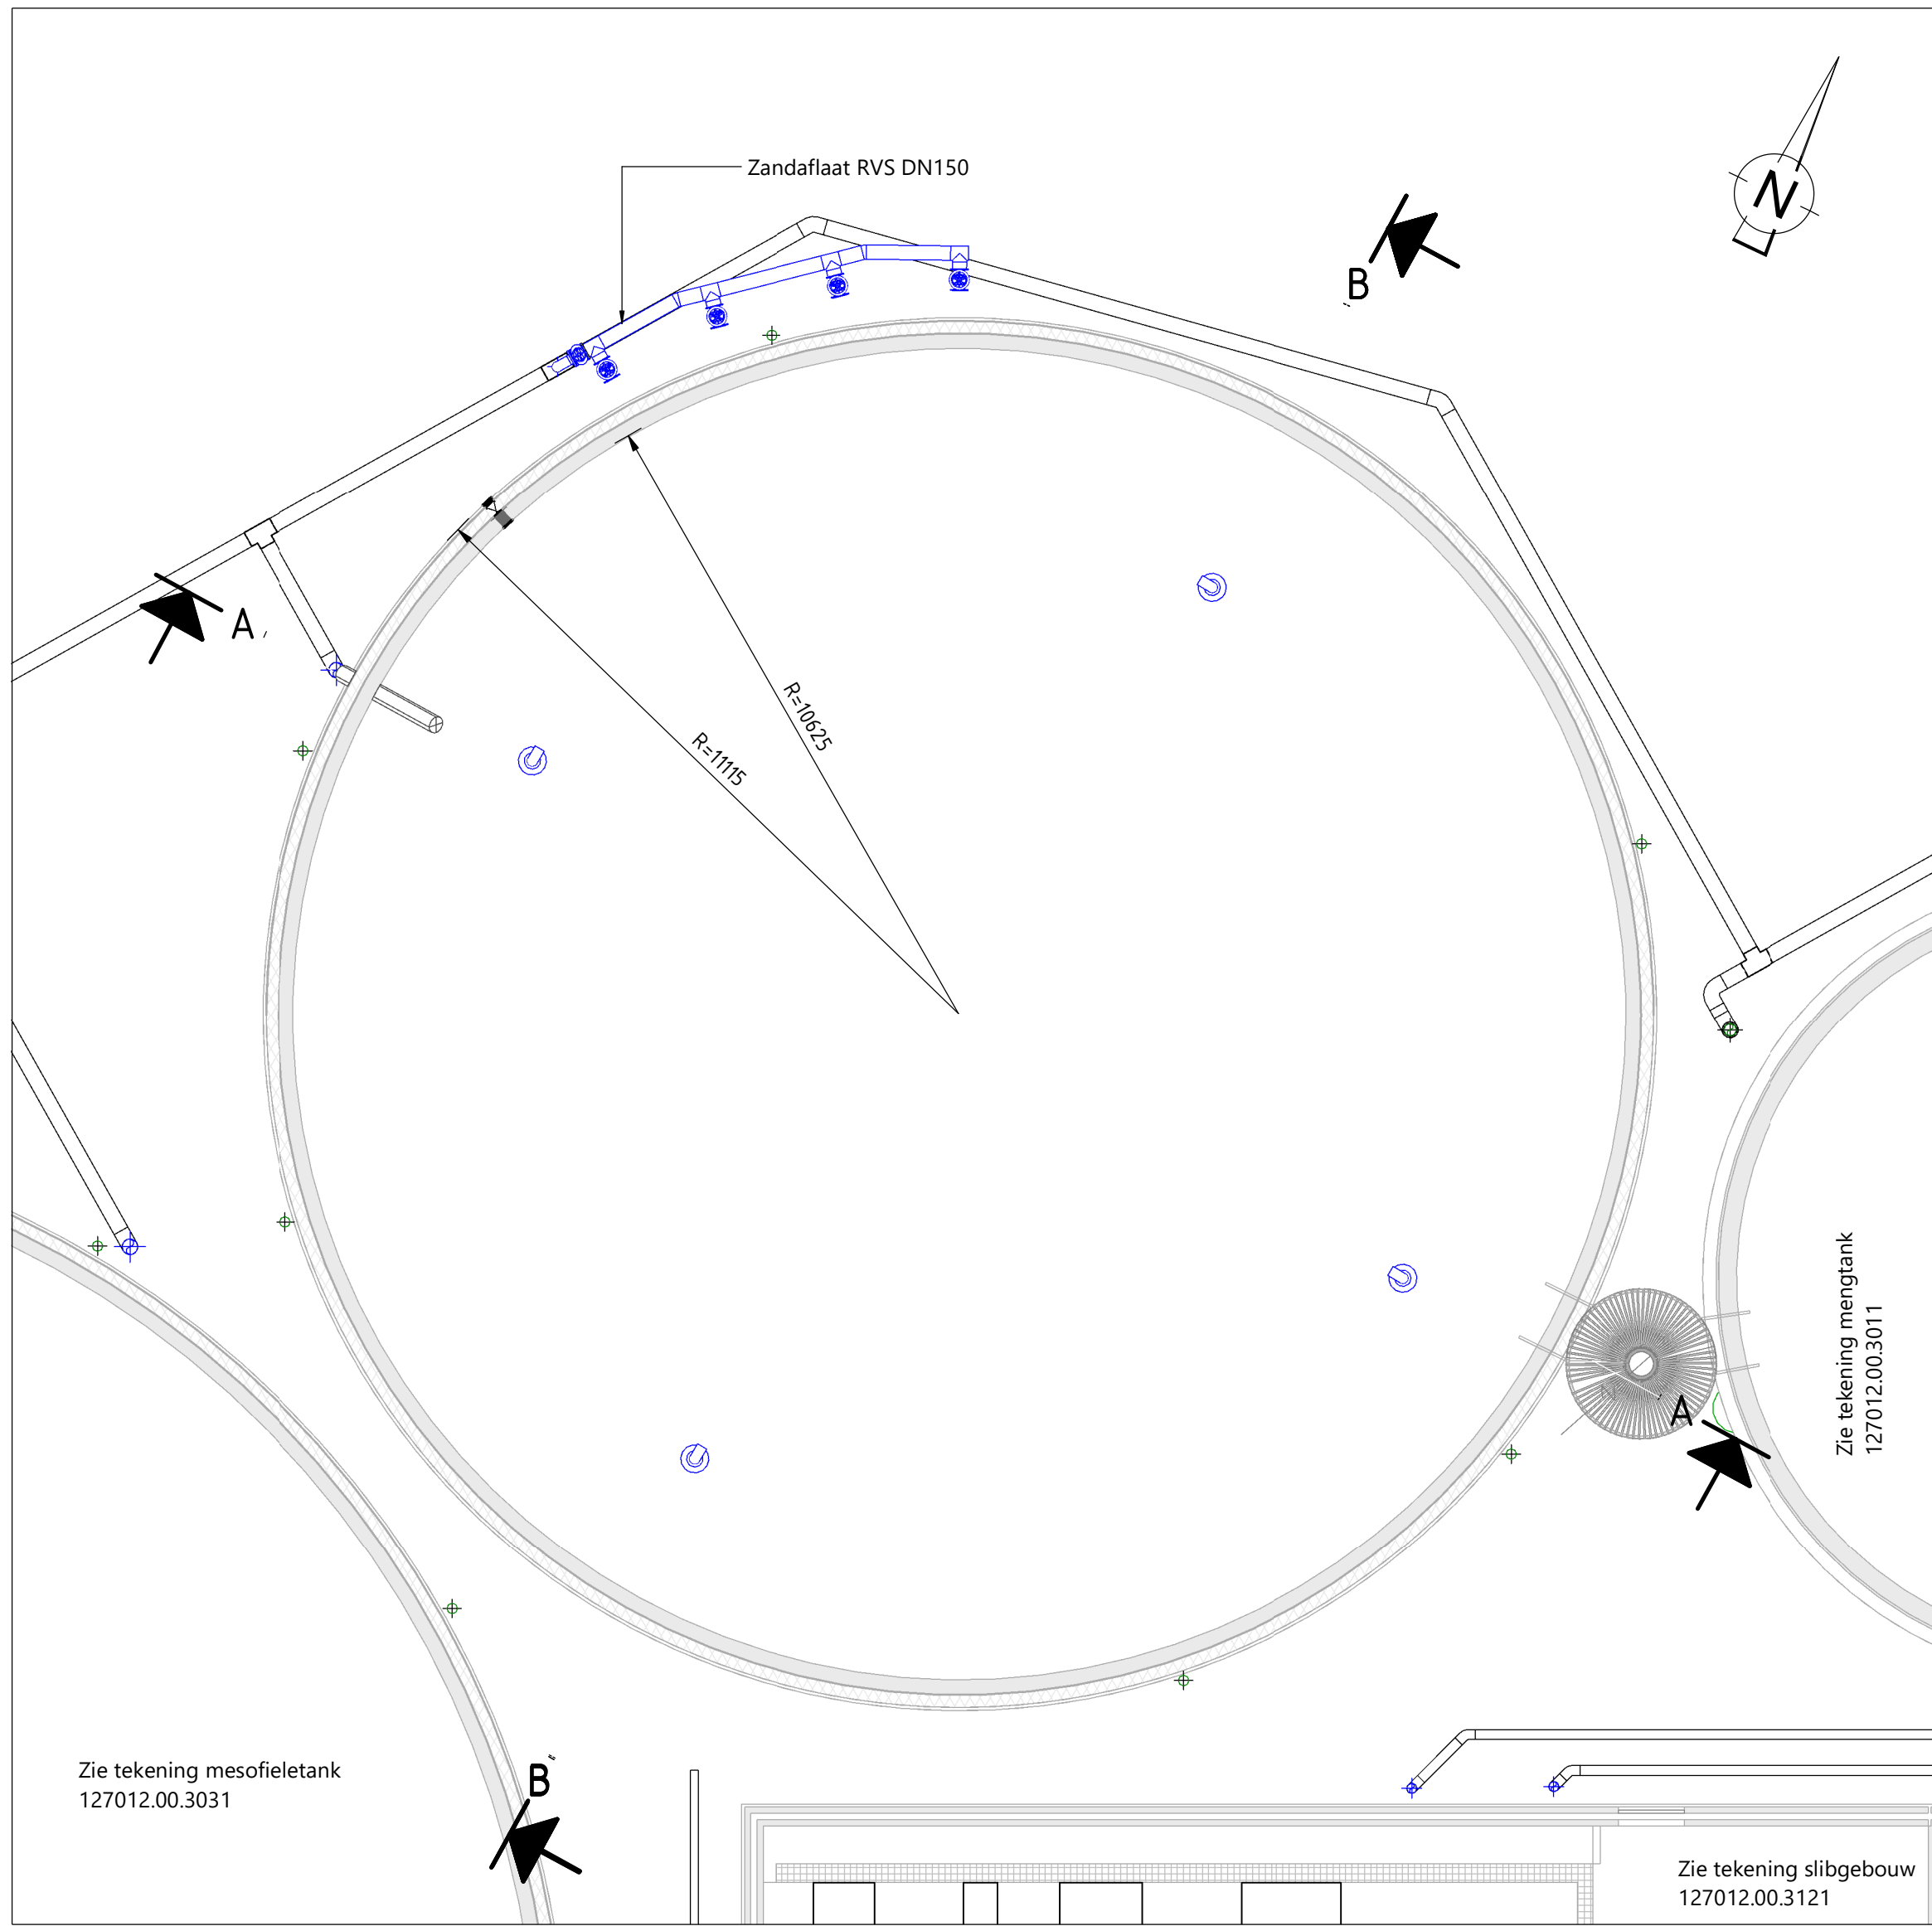 Zandaflaat RVS DN150
N
B
A
R=10625
R=11115
Zie tekening mengtank
127012.00.3011
A
Zie tekening mesofieletank
127012.00.3031
B
Zie tekening slibgebouw
127012.00.3121